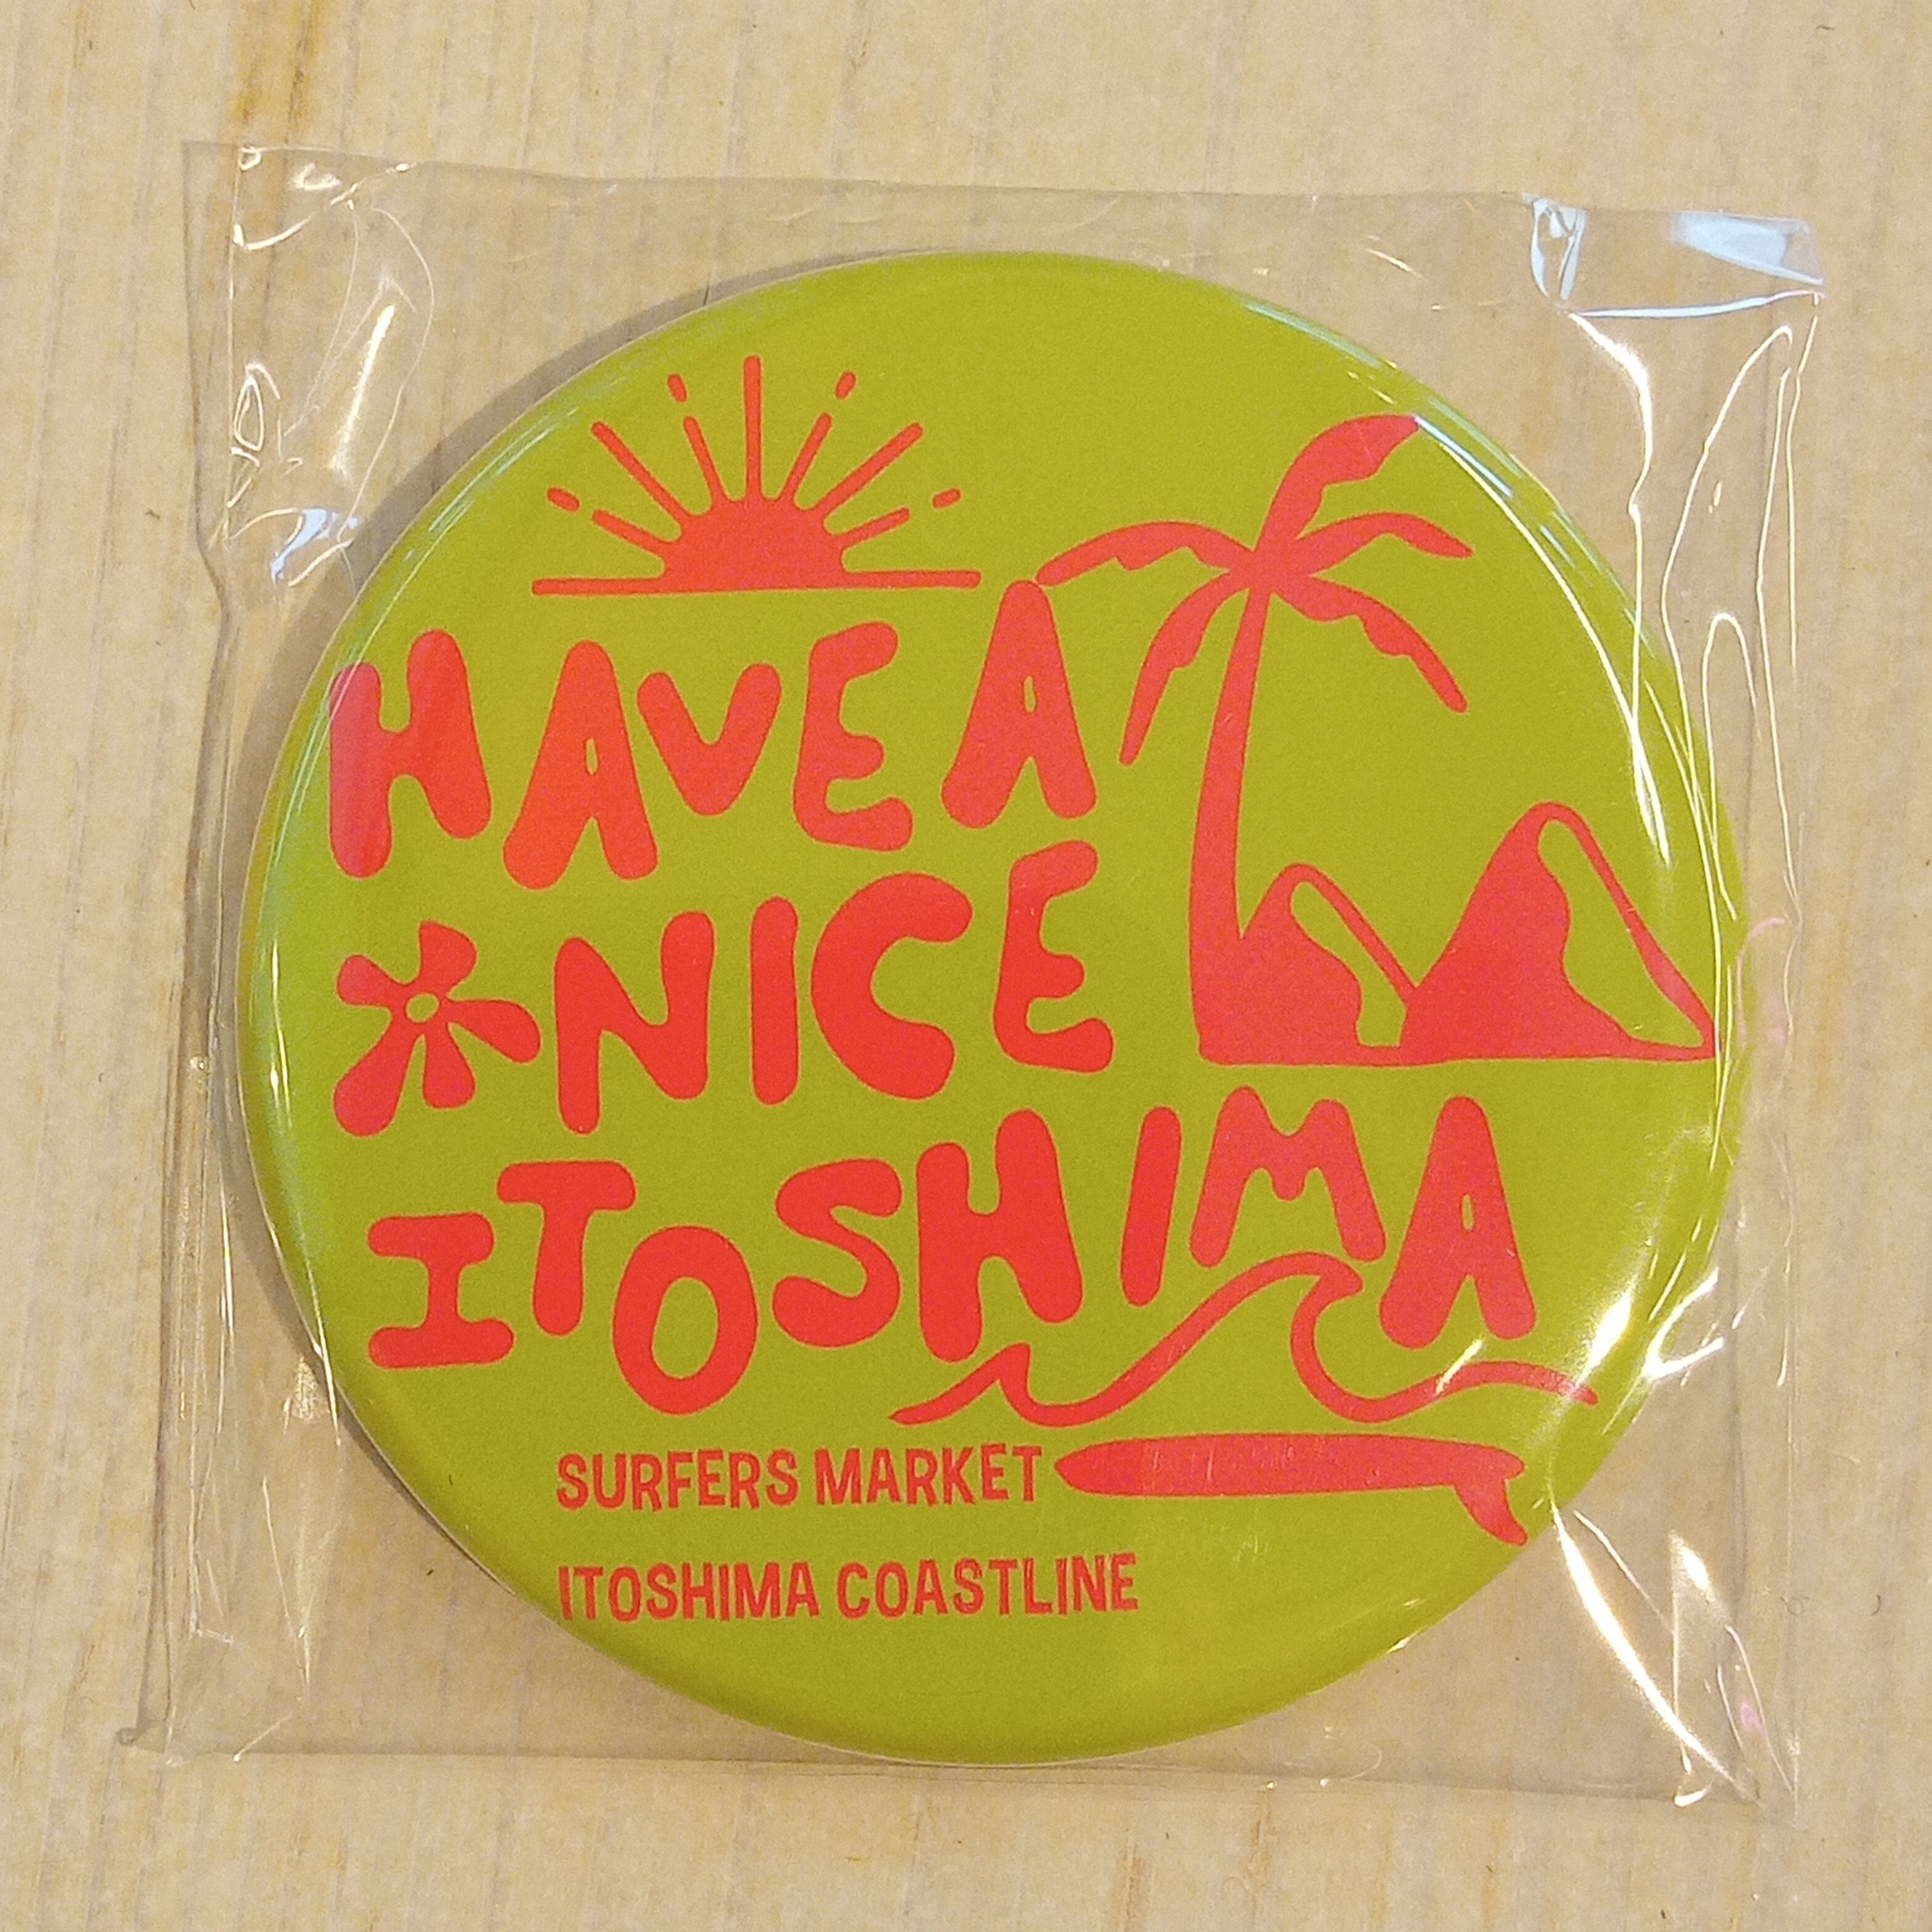 HAVE A
NICE
ITOSHIMA
SURFERS MARKET
ITOSHIMA COASTLINE